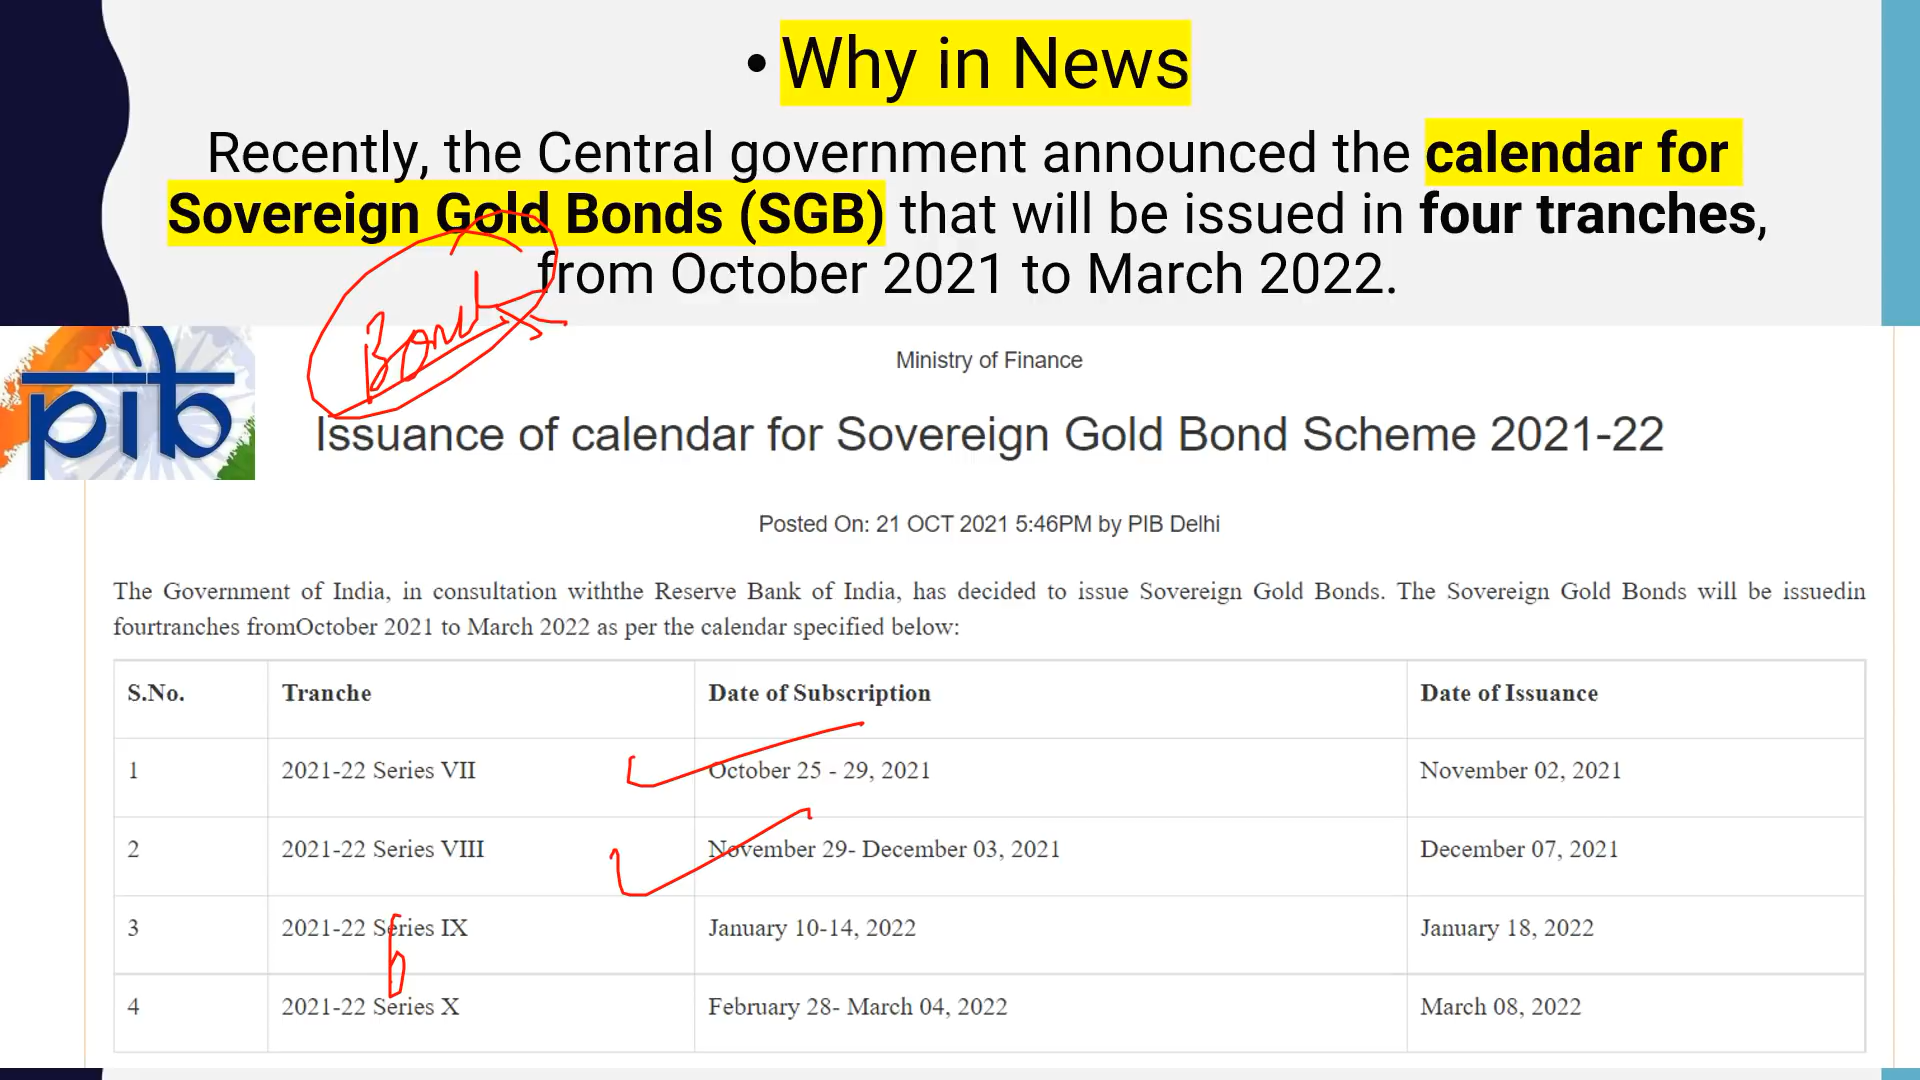 • Why in News
Recently, the Central government announced the calendar for
Sovereign Gold Bonds (SGB) that will be issued in four tranches,
from October 2021 to March 2022.
Bond
pib
Ministry of Finance
Issuance of calendar for Sovereign Gold Bond Scheme 2021-22
Posted On: 21 OCT 2021 5:46PM by PIB Delhi
The Government of India, in consultation withthe Reserve Bank of India, has decided to issue Sovereign Gold Bonds. The Sovereign Gold Bonds will be issuedin
fourtranches fromOctober 2021 to March 2022 as per the calendar specified below:
S.No. Tranche Date of Subscription Date of Issuance
1 2021-22 Series VII October 25 - 29, 2021 November 02, 2021
2 2021-22 Series VIII November 29- December 03, 2021 December 07, 2021
3 2021-22 Series IX January 10-14, 2022 January 18, 2022
4 2021-22 Series X February 28- March 04, 2022 March 08, 2022